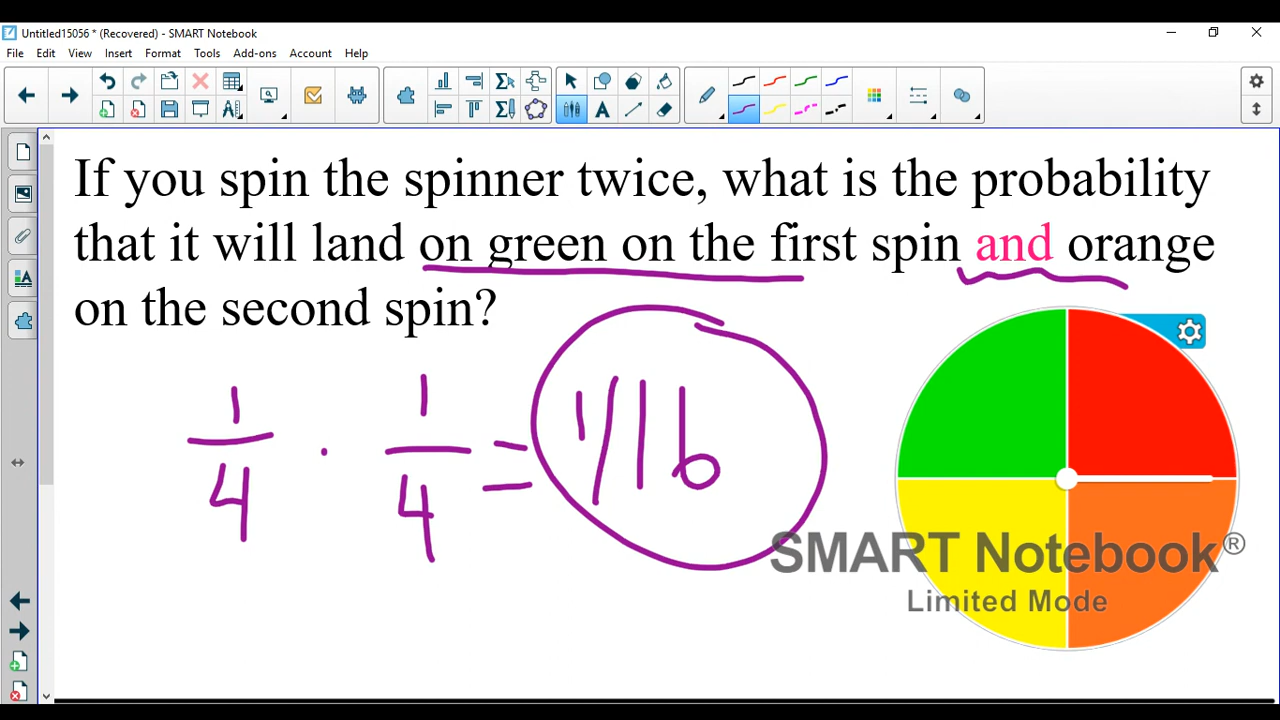 Untitled15056 * (Recovered) - SMART Notebook
File Edit View Insert Format Tools Add-ons Account Help
If you spin the spinner twice, what is the probability
that it will land on green on the first spin and orange
on the second spin?
1/4 · 1/4 = 1/16
SMART Notebook®
Limited Mode